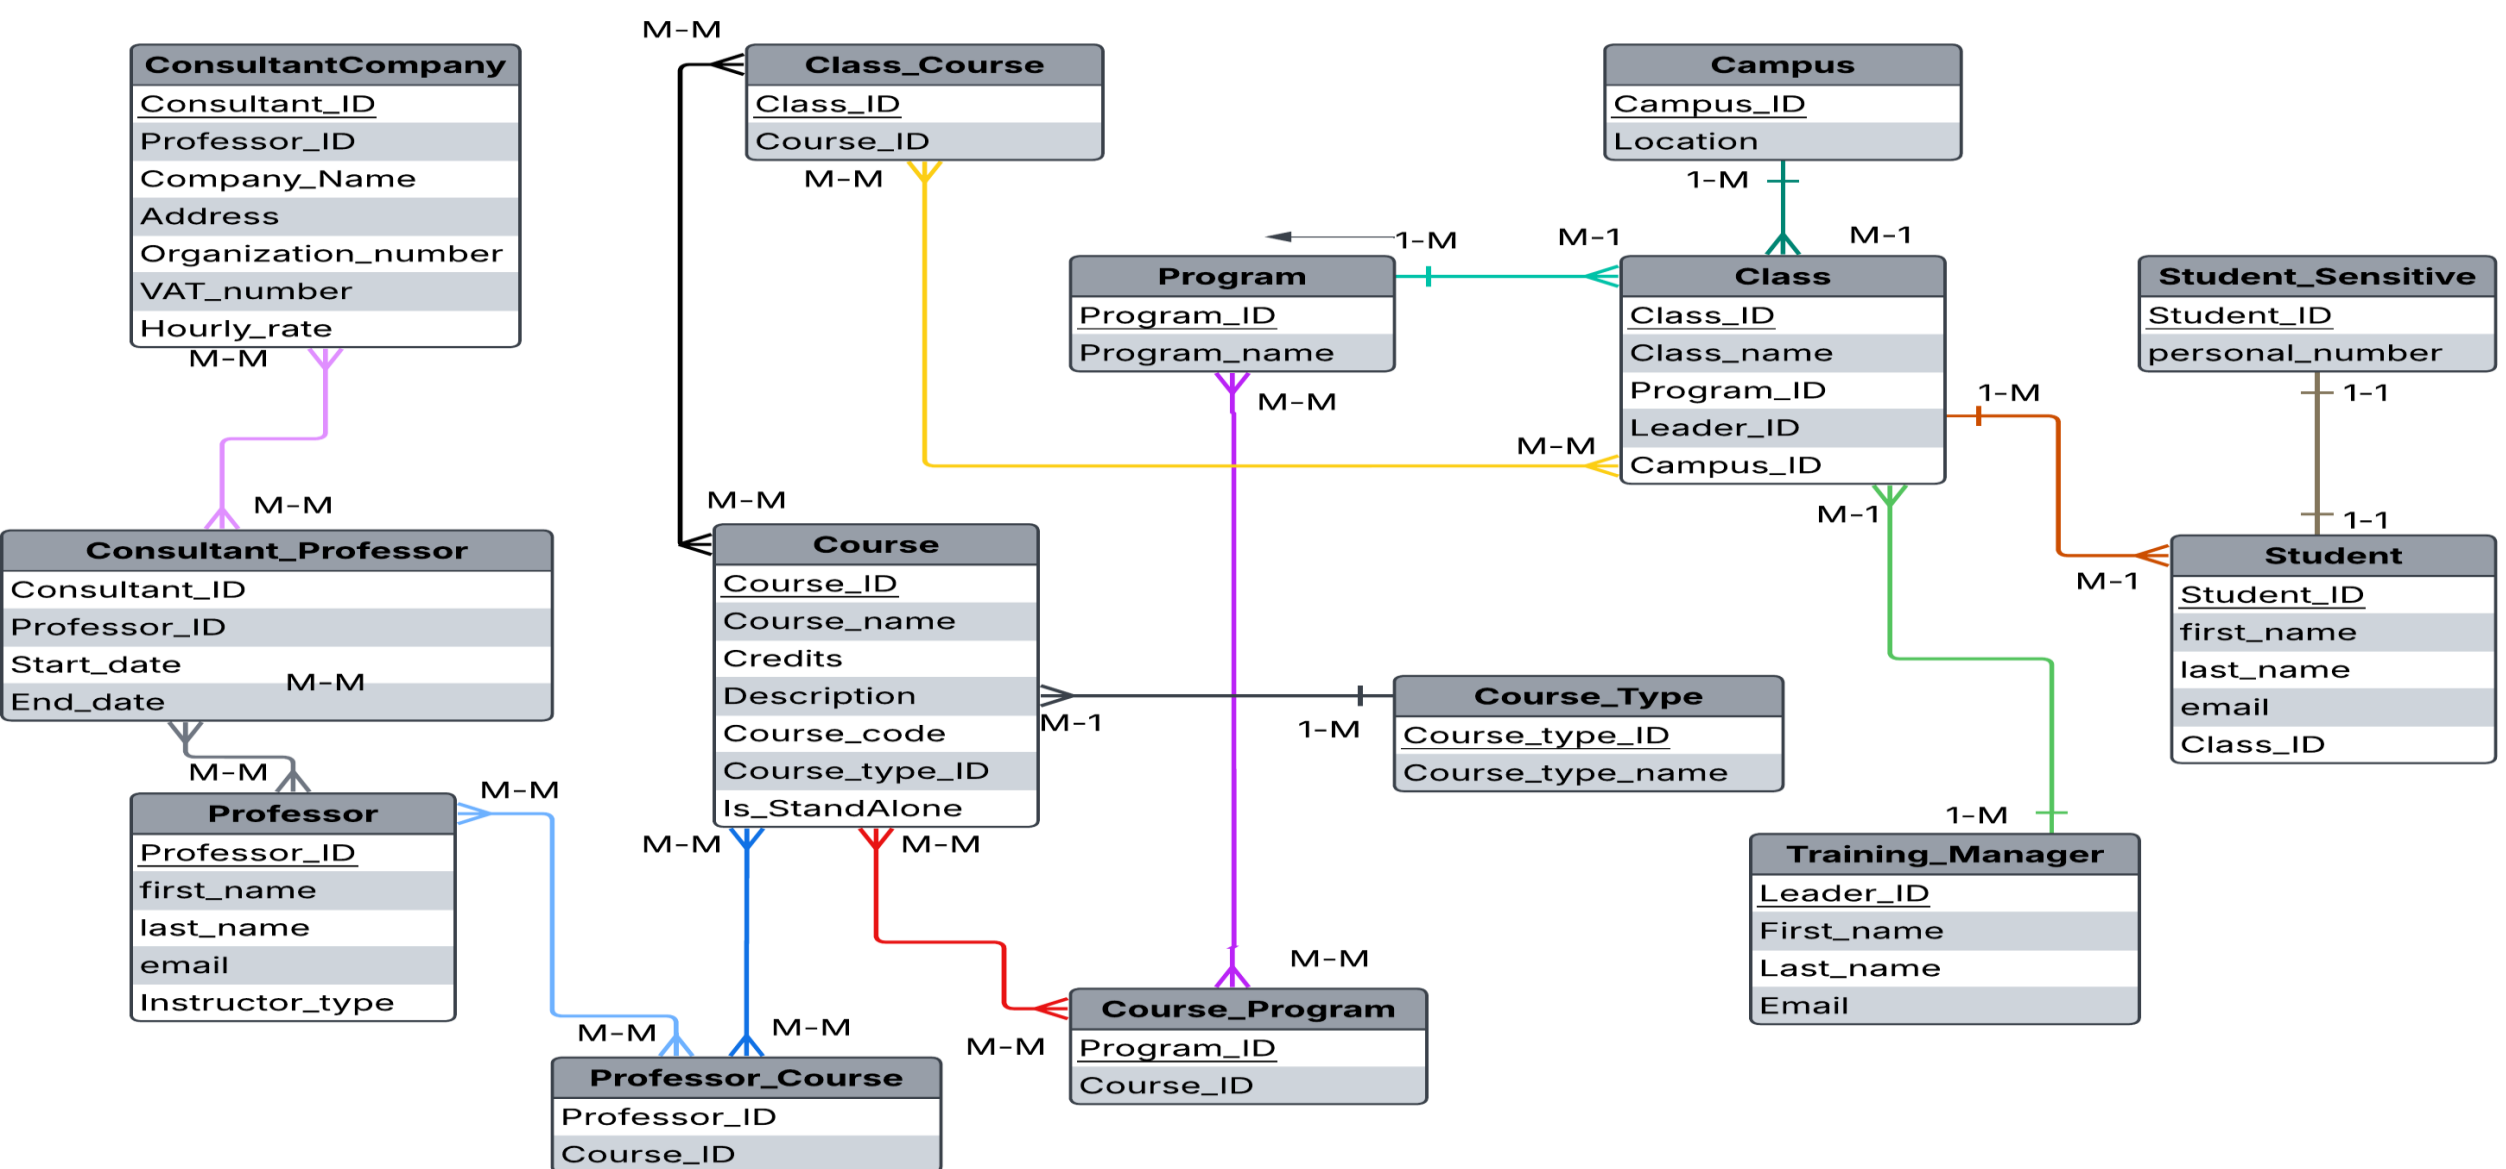 M-M
ConsultantCompany
Consultant_ID
Professor_ID
Company_Name
Address
Organization_number
VAT_number
Hourly_rate
M-M
Class_Course
Class_ID
Course_ID
M-M
Campus
Campus_ID
Location
1-M
M-1
1-M
M-1
Program
Program_ID
Program_name
M-M
Class
Class_ID
Class_name
Program_ID
Leader_ID
Campus_ID
M-M
M-1
1-M
Student_Sensitive
Student_ID
personal_number
1-1
1-1
M-1
Student
Student_ID
first_name
last_name
email
Class_ID
M-M
Consultant_Professor
Consultant_ID
Professor_ID
Start_date
M-M
End_date
M-M
M-M
Course
Course_ID
Course_name
Credits
Description
Course_code
Course_type_ID
Is_StandAlone
M-1
1-M
Course_Type
Course_type_ID
Course_type_name
M-M
M-M
M-M
Professor
Professor_ID
first_name
last_name
email
Instructor_type
1-M
Training_Manager
Leader_ID
First_name
Last_name
Email
M-M
M-M
M-M
M-M
Course_Program
Program_ID
Course_ID
Professor_Course
Professor_ID
Course_ID